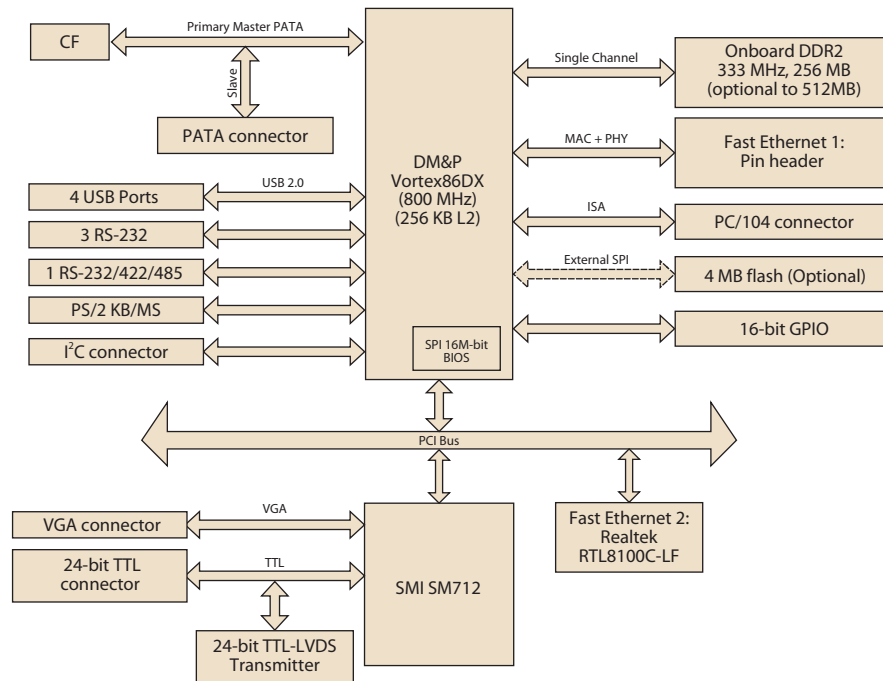 CF
Primary Master PATA
Slave
PATA connector
4 USB Ports
USB 2.0
3 RS-232
1 RS-232/422/485
PS/2 KB/MS
I²C connector
DM&P
Vortex86DX
(800 MHz)
(256 KB L2)
SPI 16M-bit
BIOS
Single Channel
Onboard DDR2
333 MHz, 256 MB
(optional to 512MB)
MAC + PHY
Fast Ethernet 1:
Pin header
ISA
PC/104 connector
External SPI
4 MB flash (Optional)
16-bit GPIO
PCI Bus
VGA connector
VGA
24-bit TTL
connector
TTL
24-bit TTL-LVDS
Transmitter
SMI SM712
Fast Ethernet 2:
Realtek
RTL8100C-LF